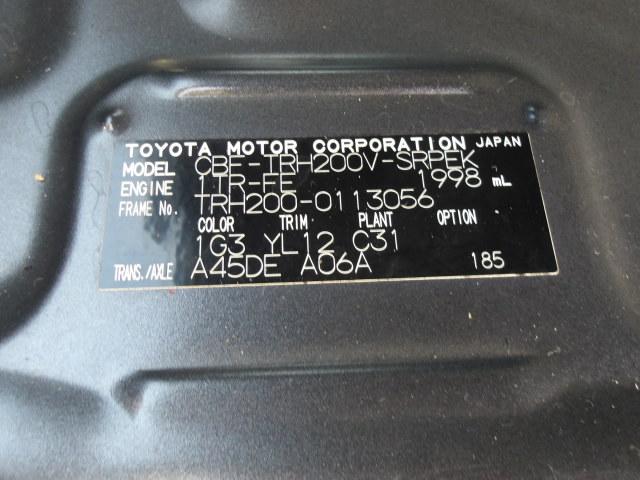 TOYOTA MOTOR CORPORATION JAPAN
MODEL CBF-TRH200V-SRPEK
ENGINE 1TR-FE 1998 mL
FRAME No. TRH200-0113056
COLOR TRIM PLANT OPTION
1G3 YL12 C31
TRANS./AXLE A45DE A06A 185